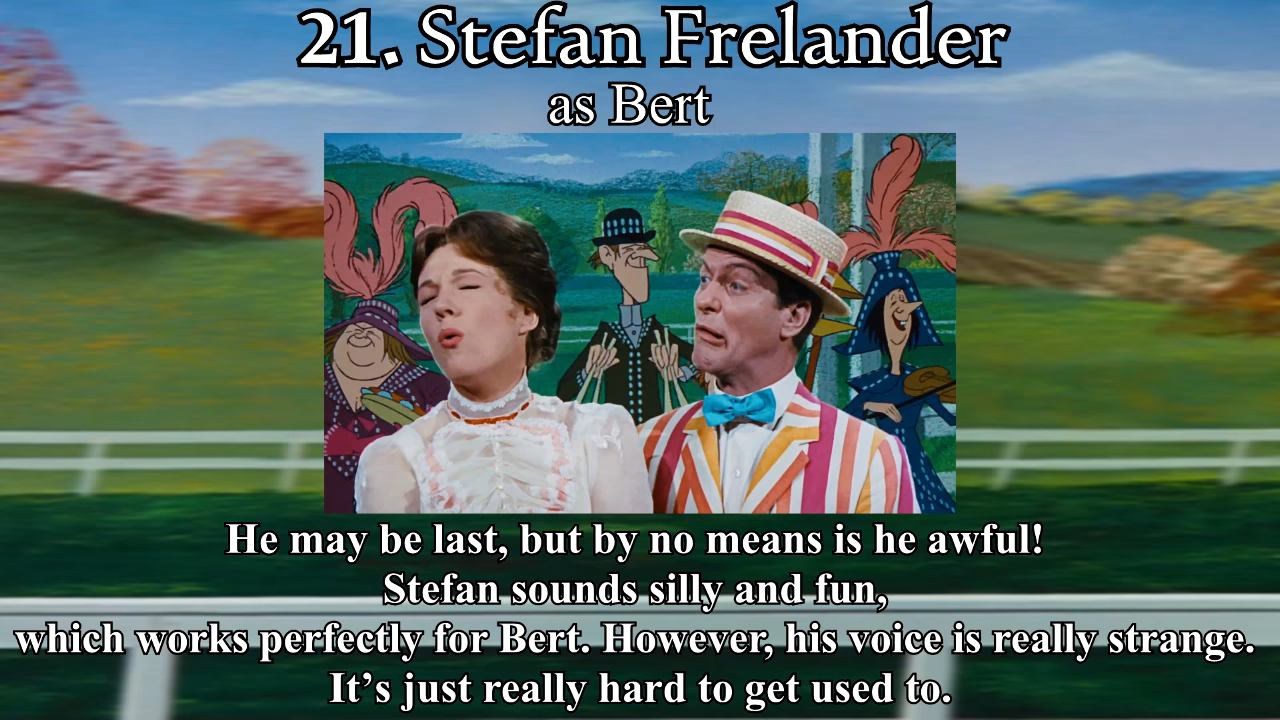 21. Stefan Frelander
as Bert
He may be last, but by no means is he awful!
Stefan sounds silly and fun,
which works perfectly for Bert. However, his voice is really strange.
It’s just really hard to get used to.